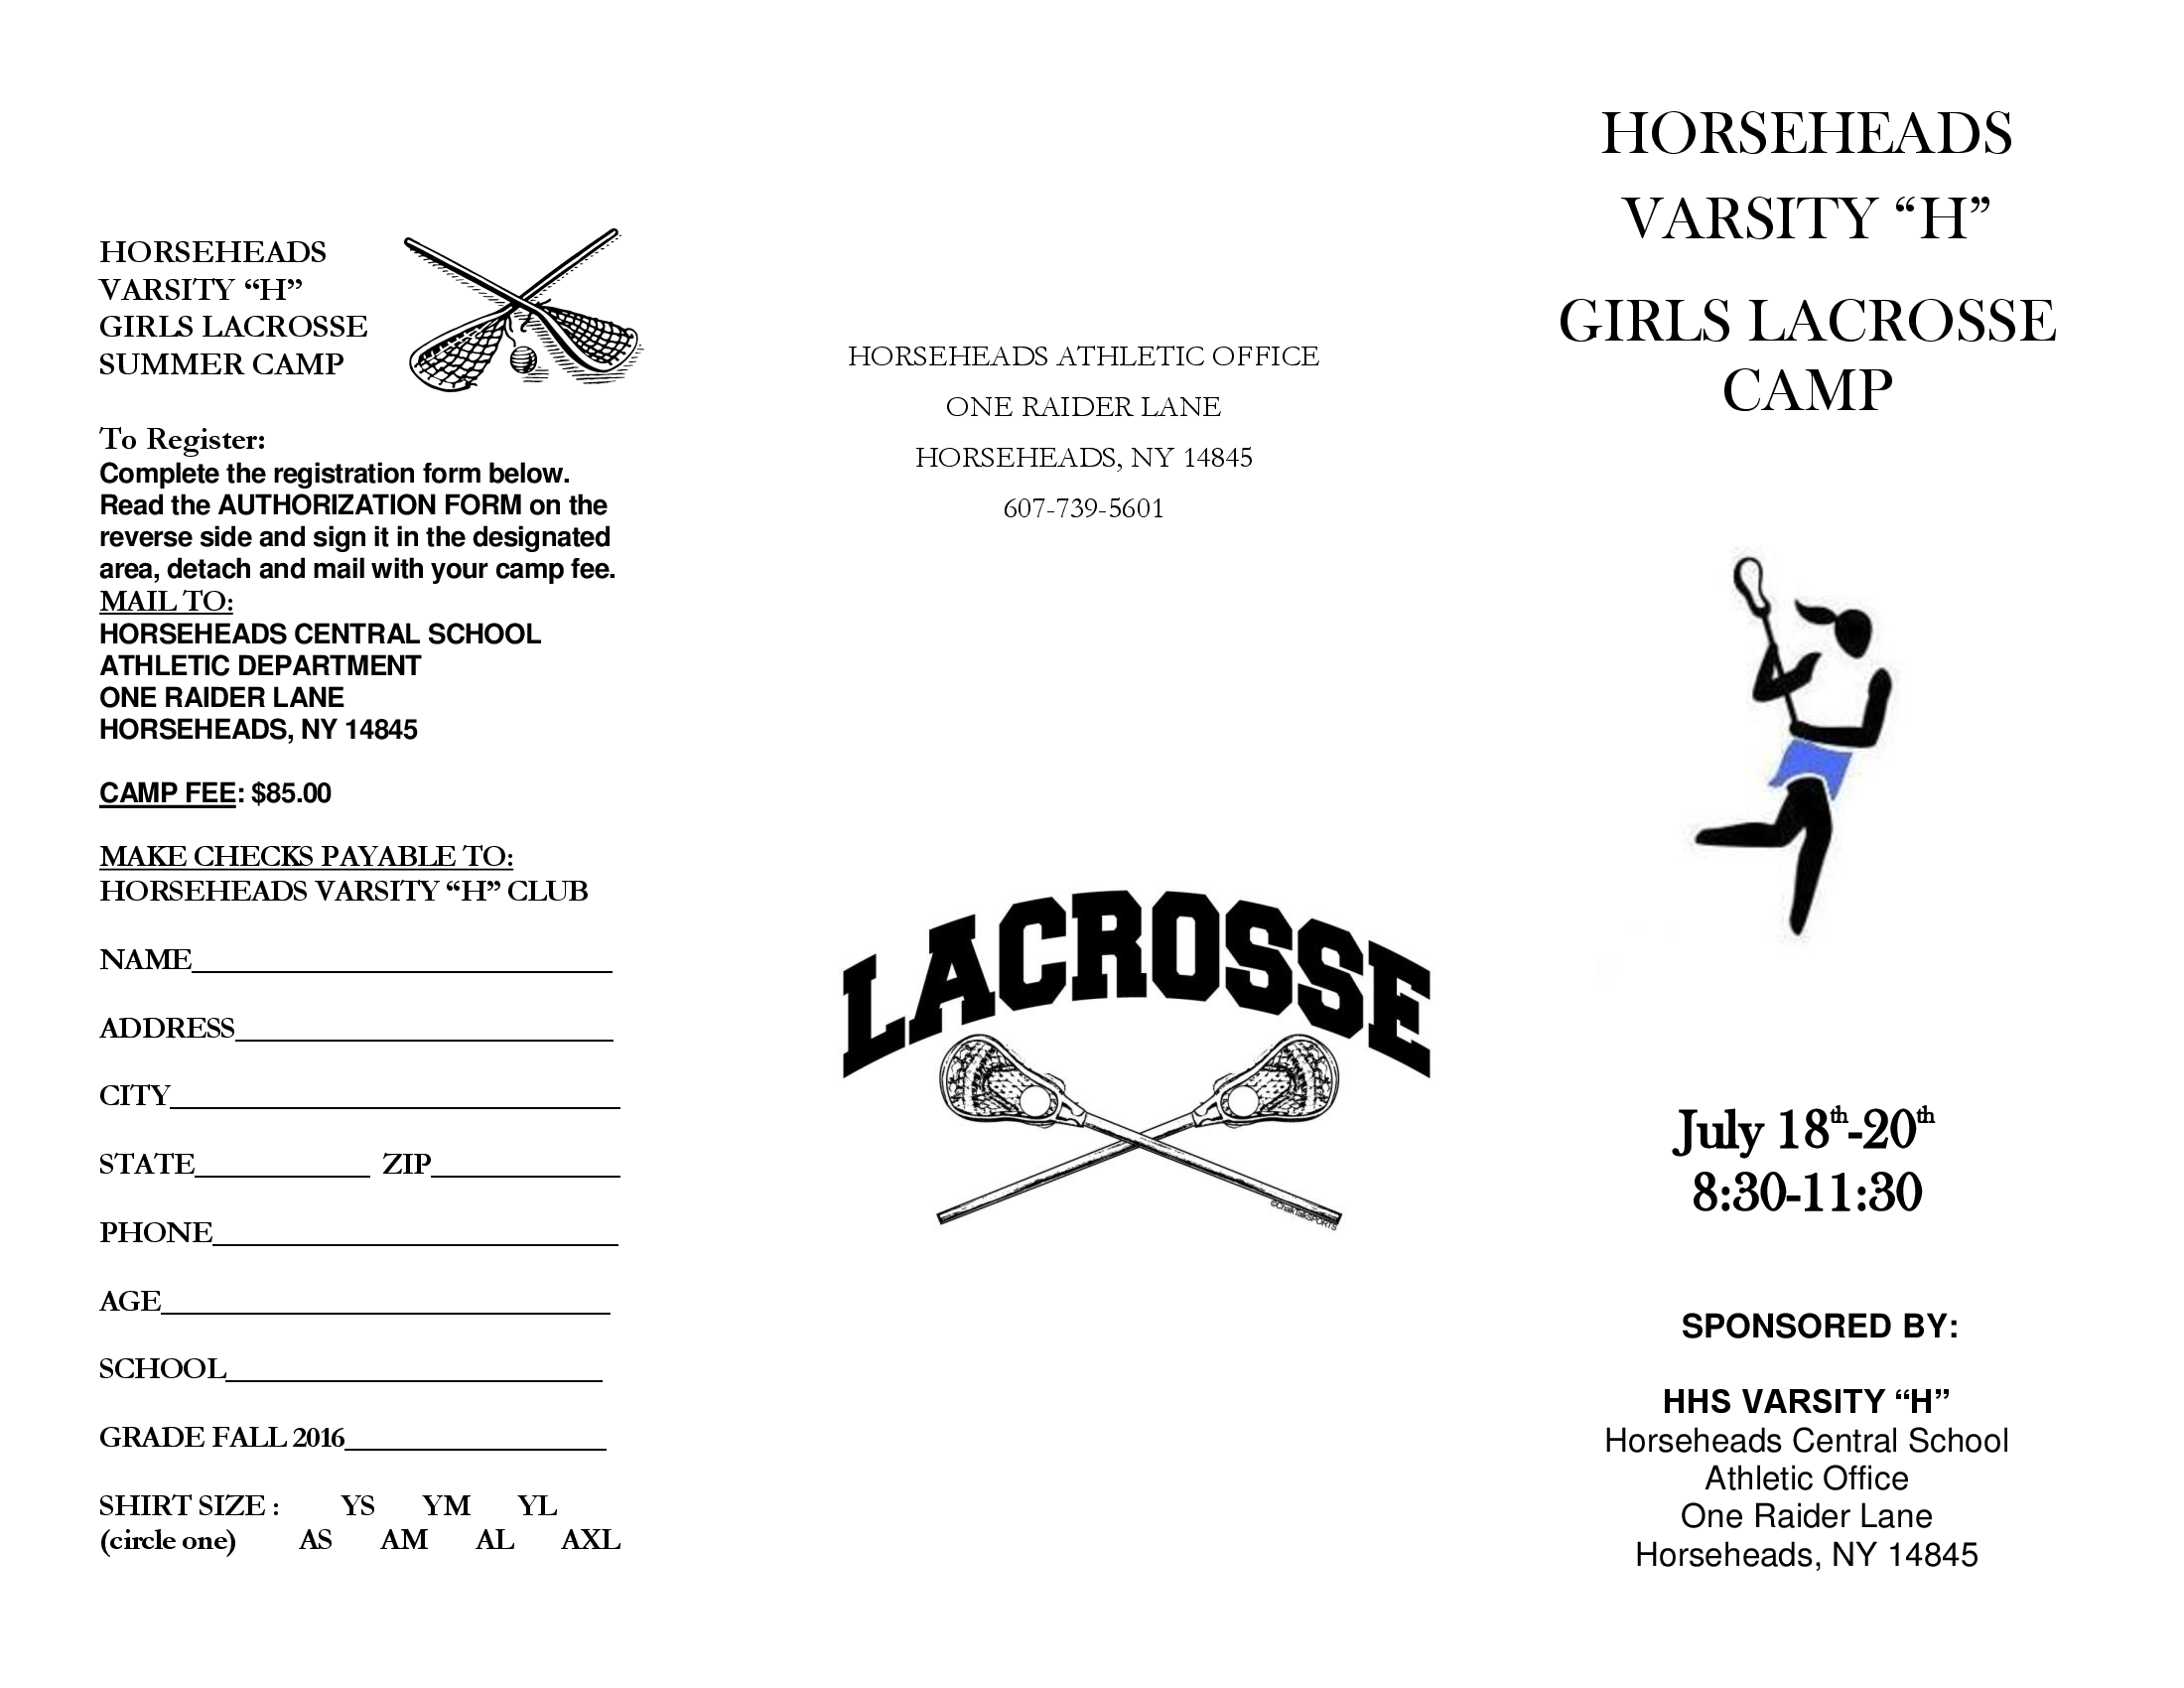 HORSEHEADS
VARSITY “H”
GIRLS LACROSSE
SUMMER CAMP
To Register:
Complete the registration form below.
Read the AUTHORIZATION FORM on the
reverse side and sign it in the designated
area, detach and mail with your camp fee.
MAIL TO:
HORSEHEADS CENTRAL SCHOOL
ATHLETIC DEPARTMENT
ONE RAIDER LANE
HORSEHEADS, NY 14845
CAMP FEE: $85.00
MAKE CHECKS PAYABLE TO:
HORSEHEADS VARSITY “H” CLUB
NAME
ADDRESS
CITY
STATE ZIP
PHONE
AGE
SCHOOL
GRADE FALL 2016
SHIRT SIZE : YS YM YL
(circle one) AS AM AL AXL
HORSEHEADS ATHLETIC OFFICE
ONE RAIDER LANE
HORSEHEADS, NY 14845
607-739-5601
LACROSSE
©ChalkTalkSPORTS
HORSEHEADS
VARSITY “H”
GIRLS LACROSSE
CAMP
July 18th-20th
8:30-11:30
SPONSORED BY:
HHS VARSITY “H”
Horseheads Central School
Athletic Office
One Raider Lane
Horseheads, NY 14845